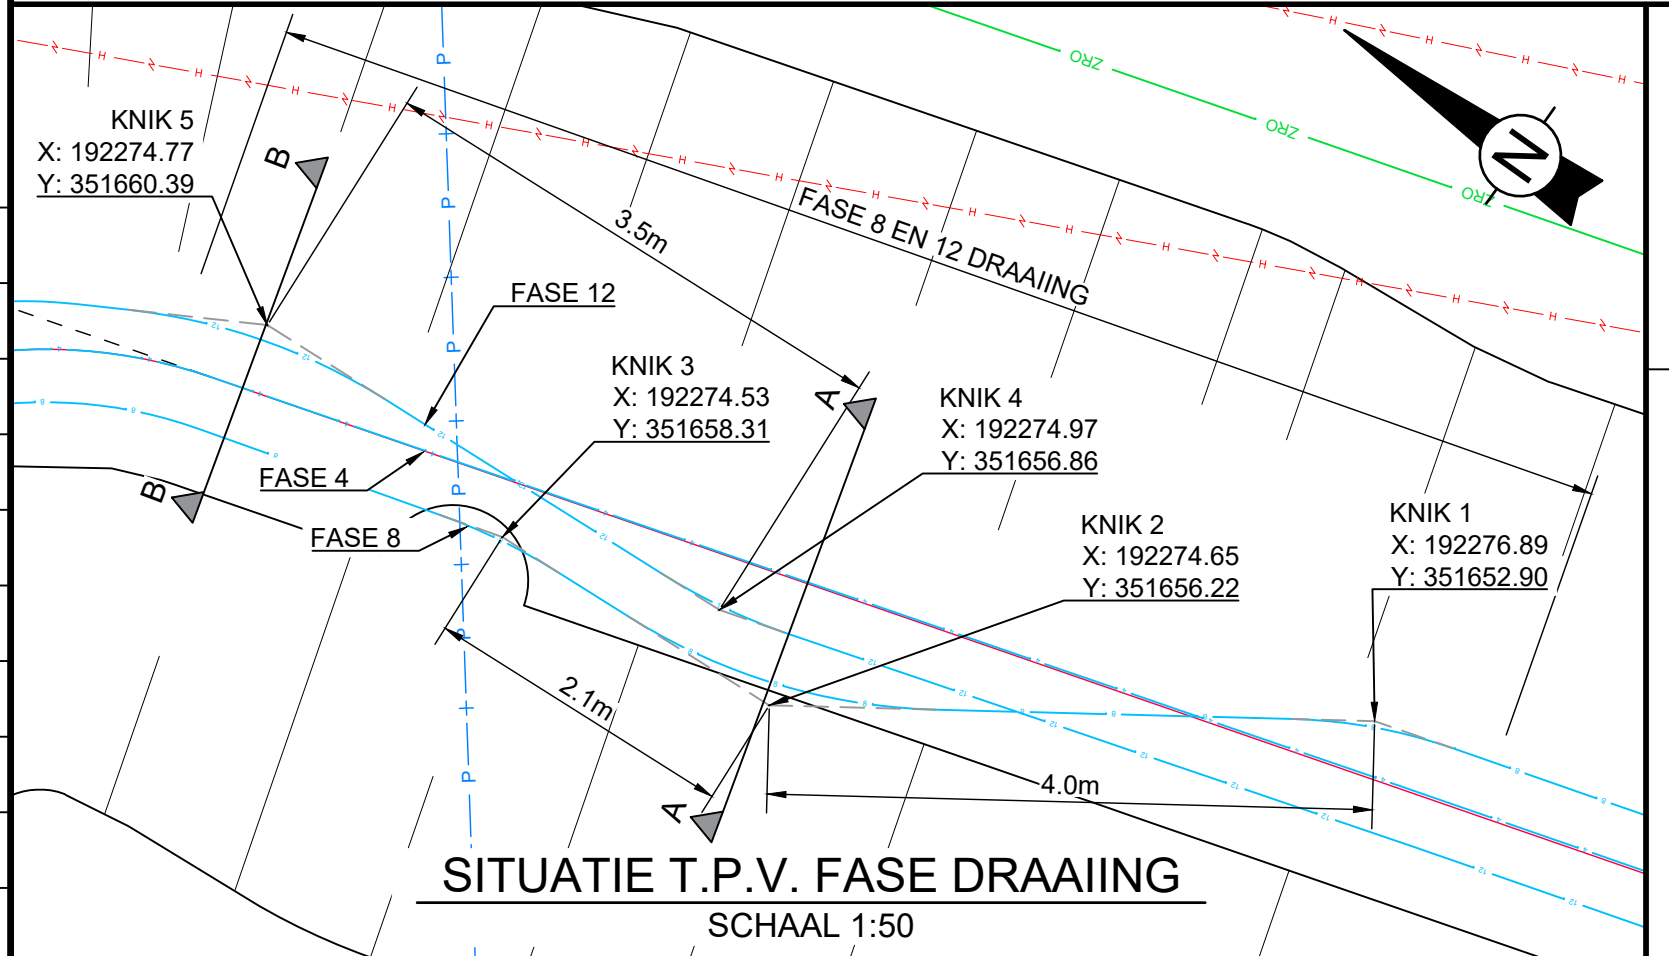 KNIK 5
X: 192274.77
Y: 351660.39
B
B
P
P
P
P
P
P
P
P
ZRO
ZRO
ZRO
N
3.5m
FASE 8 EN 12 DRAAIING
FASE 12
KNIK 3
X: 192274.53
Y: 351658.31
A
KNIK 4
X: 192274.97
Y: 351656.86
FASE 4
FASE 8
KNIK 2
X: 192274.65
Y: 351656.22
KNIK 1
X: 192276.89
Y: 351652.90
2.1m
4.0m
A
SITUATIE T.P.V. FASE DRAAIING
SCHAAL 1:50